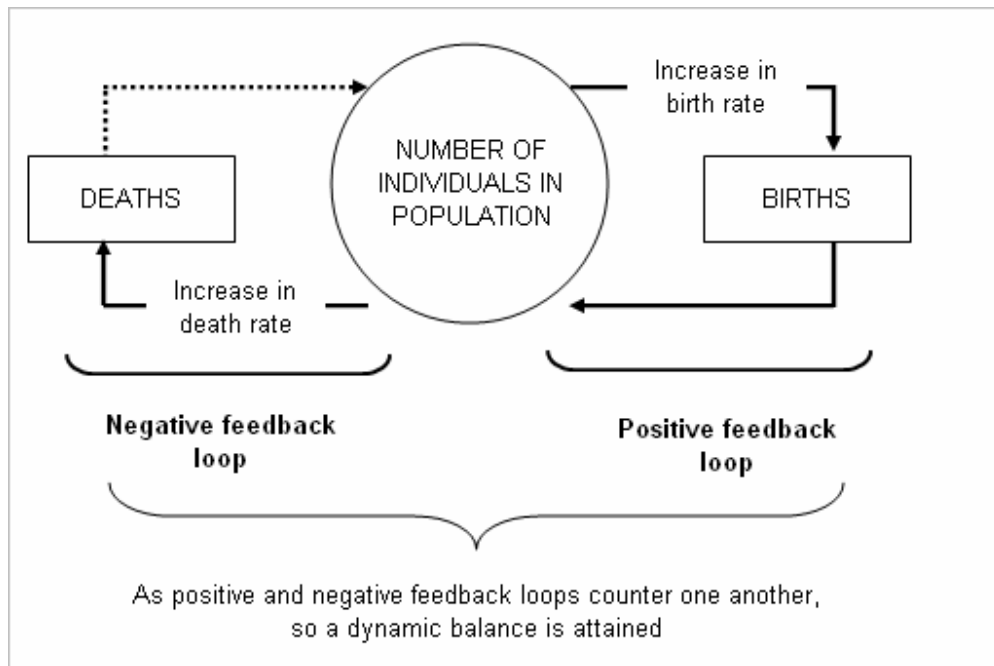 Increase in
birth rate
NUMBER OF
INDIVIDUALS IN
POPULATION
DEATHS
BIRTHS
Increase in
death rate
Negative feedback
loop
Positive feedback
loop
As positive and negative feedback loops counter one another,
so a dynamic balance is attained